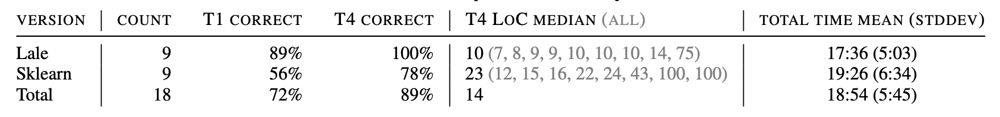 VERSION COUNT T1 CORRECT T4 CORRECT T4 LOC MEDIAN (ALL) TOTAL TIME MEAN (STDDEV)
Lale 9 89% 100% 10 (7, 8, 9, 9, 10, 10, 10, 14, 75) 17:36 (5:03)
Sklearn 9 56% 78% 23 (12, 15, 16, 22, 24, 43, 100, 100) 19:26 (6:34)
Total 18 72% 89% 14 18:54 (5:45)